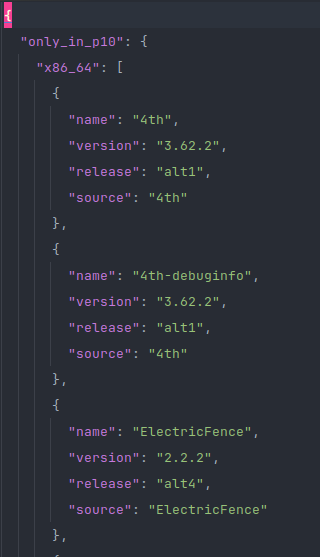 {
  "only_in_p10": {
    "x86_64": [
      {
        "name": "4th",
        "version": "3.62.2",
        "release": "alt1",
        "source": "4th"
      },
      {
        "name": "4th-debuginfo",
        "version": "3.62.2",
        "release": "alt1",
        "source": "4th"
      },
      {
        "name": "ElectricFence",
        "version": "2.2.2",
        "release": "alt4",
        "source": "ElectricFence"
      },